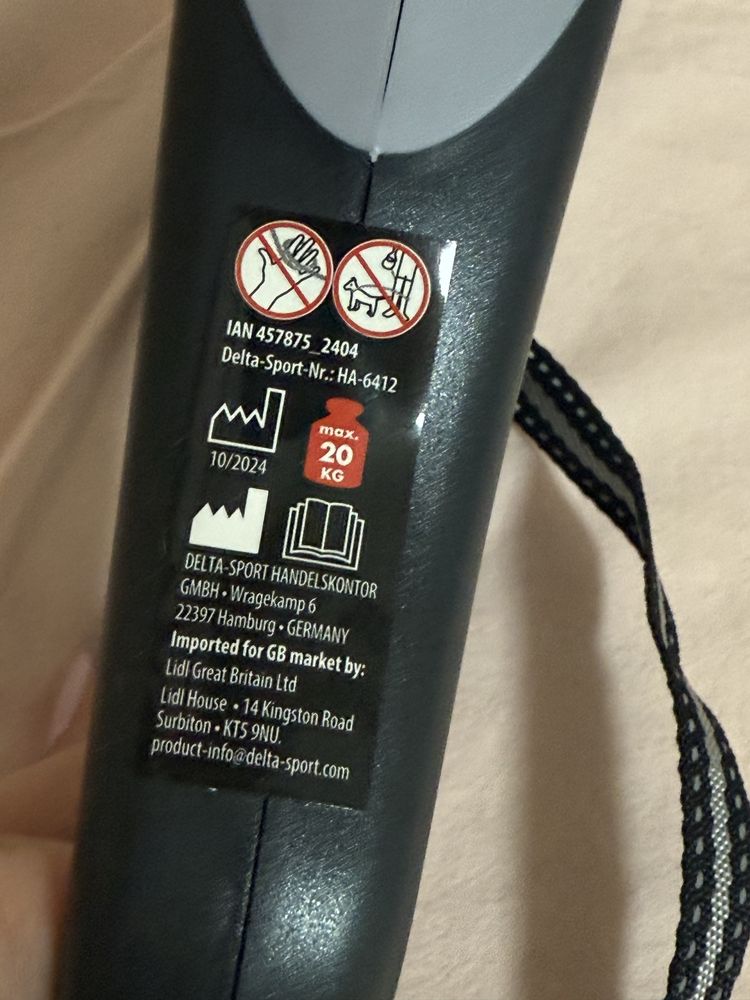 IAN 457875_2404
Delta-Sport-Nr.: HA-6412
10/2024
max.
20
KG
DELTA-SPORT HANDELSKONTOR
GMBH • Wragekamp 6
22397 Hamburg • GERMANY
Imported for GB market by:
Lidl Great Britain Ltd
Lidl House • 14 Kingston Road
Surbiton • KT5 9NU.
product-info@delta-sport.com